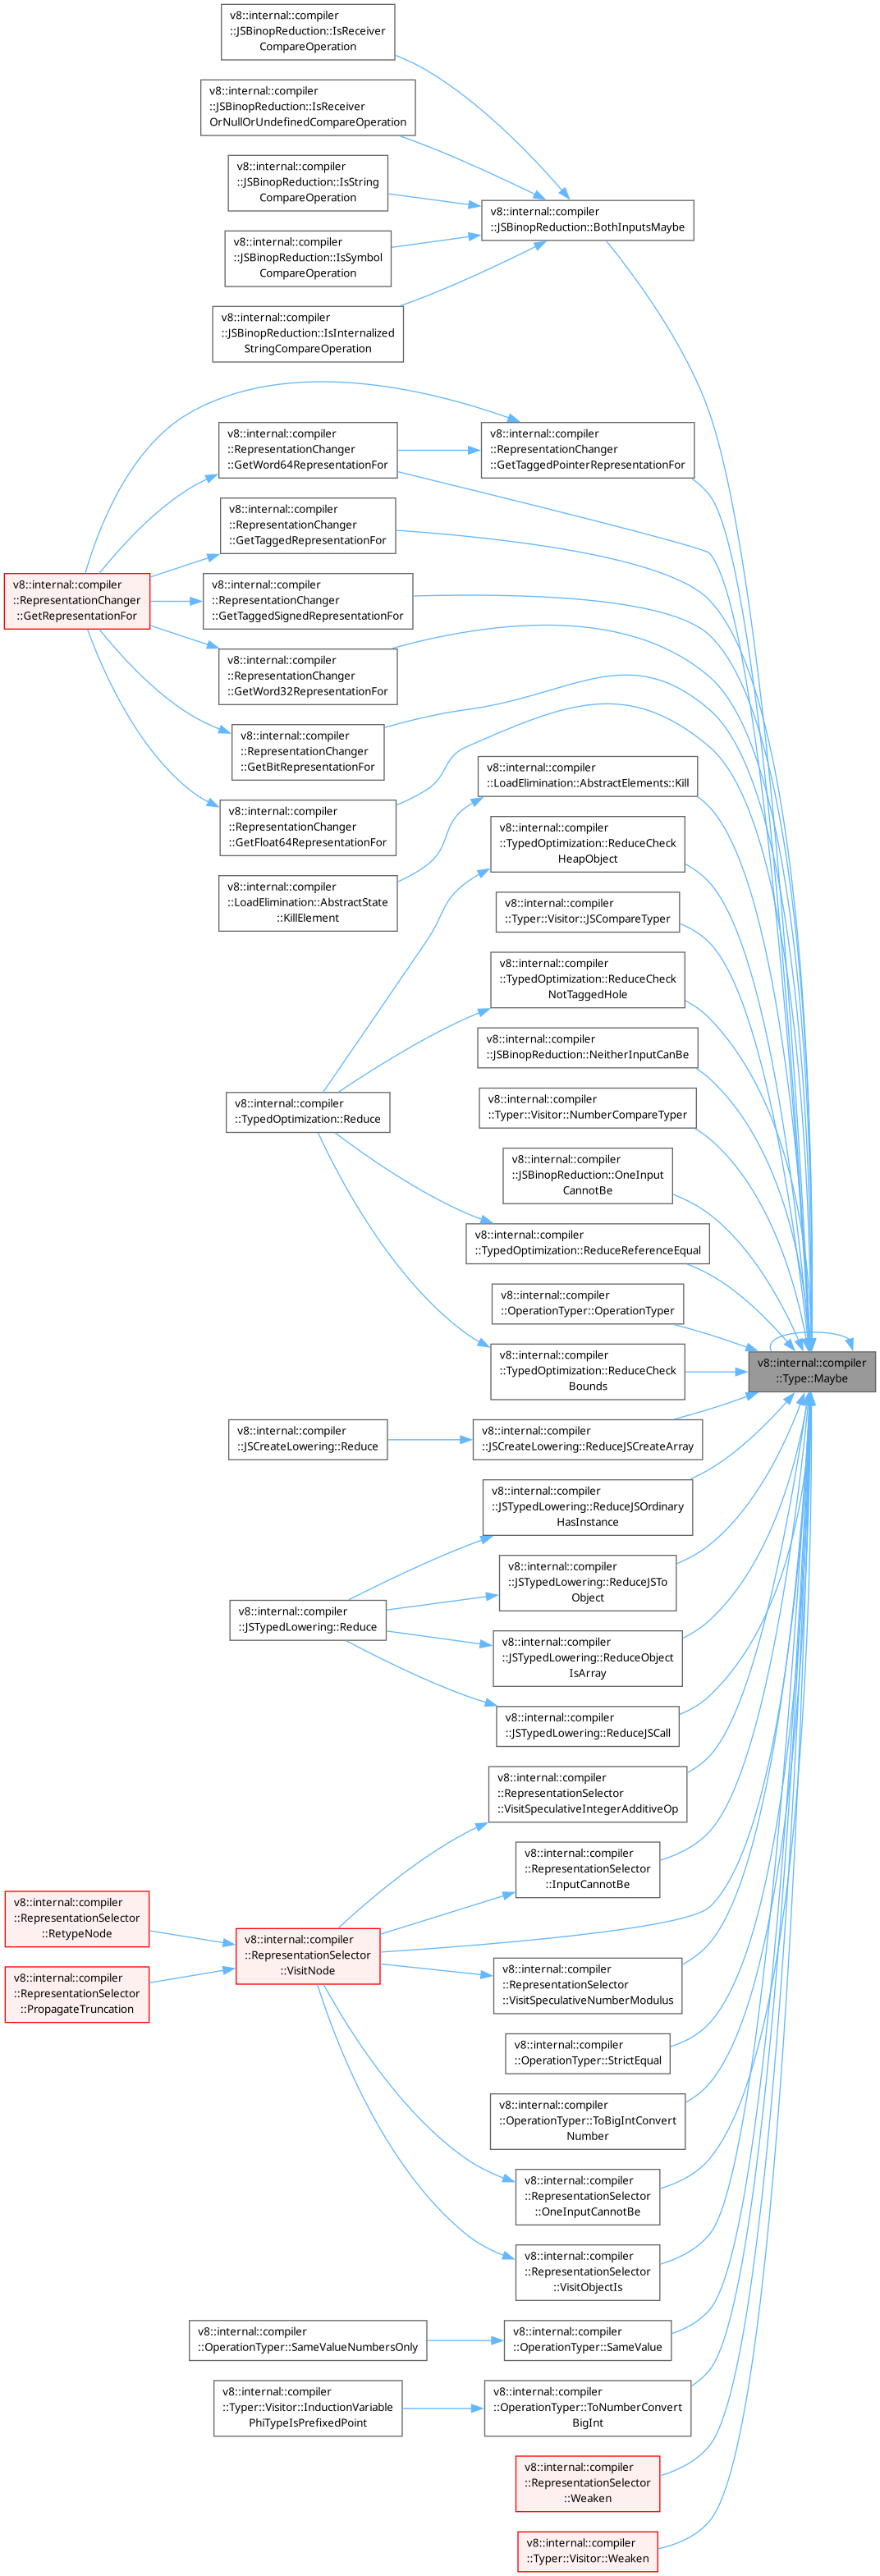 v8::internal::compiler
::JSBinopReduction::IsReceiver
CompareOperation
v8::internal::compiler
::JSBinopReduction::IsReceiver
OrNullOrUndefinedCompareOperation
v8::internal::compiler
::JSBinopReduction::IsString
CompareOperation
v8::internal::compiler
::JSBinopReduction::BothInputsMaybe
v8::internal::compiler
::JSBinopReduction::IsSymbol
CompareOperation
v8::internal::compiler
::JSBinopReduction::IsInternalized
StringCompareOperation
v8::internal::compiler
::RepresentationChanger
::GetWord64RepresentationFor
v8::internal::compiler
::RepresentationChanger
::GetTaggedPointerRepresentationFor
v8::internal::compiler
::RepresentationChanger
::GetTaggedRepresentationFor
v8::internal::compiler
::RepresentationChanger
::GetRepresentationFor
v8::internal::compiler
::RepresentationChanger
::GetTaggedSignedRepresentationFor
v8::internal::compiler
::RepresentationChanger
::GetWord32RepresentationFor
v8::internal::compiler
::RepresentationChanger
::GetBitRepresentationFor
v8::internal::compiler
::LoadElimination::AbstractElements::Kill
v8::internal::compiler
::RepresentationChanger
::GetFloat64RepresentationFor
v8::internal::compiler
::TypedOptimization::ReduceCheck
HeapObject
v8::internal::compiler
::LoadElimination::AbstractState
::KillElement
v8::internal::compiler
::Typer::Visitor::JSCompareTyper
v8::internal::compiler
::TypedOptimization::ReduceCheck
NotTaggedHole
v8::internal::compiler
::JSBinopReduction::NeitherInputCanBe
v8::internal::compiler
::TypedOptimization::Reduce
v8::internal::compiler
::Typer::Visitor::NumberCompareTyper
v8::internal::compiler
::JSBinopReduction::OneInput
CannotBe
v8::internal::compiler
::TypedOptimization::ReduceReferenceEqual
v8::internal::compiler
::OperationTyper::OperationTyper
v8::internal::compiler
::TypedOptimization::ReduceCheck
Bounds
v8::internal::compiler
::Type::Maybe
v8::internal::compiler
::JSCreateLowering::Reduce
v8::internal::compiler
::JSCreateLowering::ReduceJSCreateArray
v8::internal::compiler
::JSTypedLowering::ReduceJSOrdinary
HasInstance
v8::internal::compiler
::JSTypedLowering::ReduceJSTo
Object
v8::internal::compiler
::JSTypedLowering::Reduce
v8::internal::compiler
::JSTypedLowering::ReduceObject
IsArray
v8::internal::compiler
::JSTypedLowering::ReduceJSCall
v8::internal::compiler
::RepresentationSelector
::VisitSpeculativeIntegerAdditiveOp
v8::internal::compiler
::RepresentationSelector
::InputCannotBe
v8::internal::compiler
::RepresentationSelector
::RetypeNode
v8::internal::compiler
::RepresentationSelector
::VisitNode
v8::internal::compiler
::RepresentationSelector
::PropagateTruncation
v8::internal::compiler
::RepresentationSelector
::VisitSpeculativeNumberModulus
v8::internal::compiler
::OperationTyper::StrictEqual
v8::internal::compiler
::OperationTyper::ToBigIntConvert
Number
v8::internal::compiler
::RepresentationSelector
::OneInputCannotBe
v8::internal::compiler
::RepresentationSelector
::VisitObjectIs
v8::internal::compiler
::OperationTyper::SameValueNumbersOnly
v8::internal::compiler
::OperationTyper::SameValue
v8::internal::compiler
::Typer::Visitor::InductionVariable
PhiTypeIsPrefixedPoint
v8::internal::compiler
::OperationTyper::ToNumberConvert
BigInt
v8::internal::compiler
::RepresentationSelector
::Weaken
v8::internal::compiler
::Typer::Visitor::Weaken